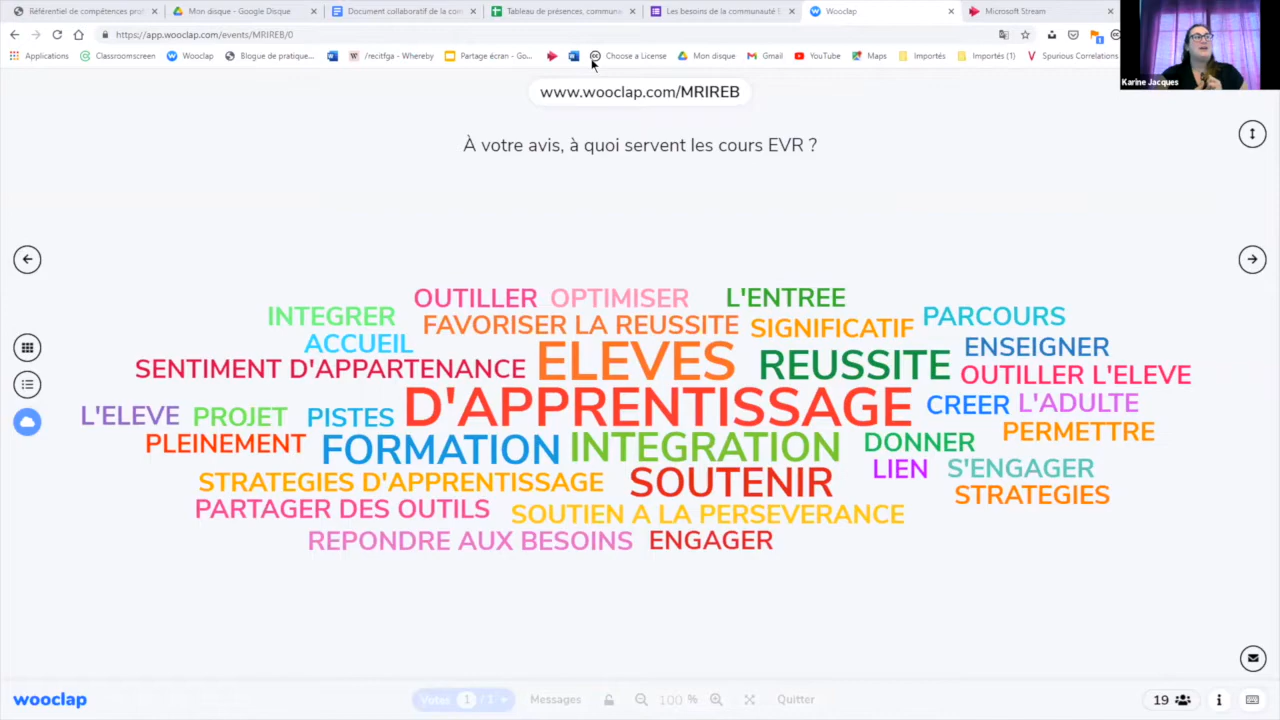 Référentiel de compétences prof
Mon disque - Google Disque
Document collaboratif de la com
Tableau de présences, communa
Les besoins de la communauté E
Wooclap
Microsoft Stream
https://app.wooclap.com/events/MRIREB/0
Applications
Classroomscreen
Wooclap
Blogue de pratique...
/recitfga - Whereby
Partage écran - Go...
Choose a License
Mon disque
Gmail
YouTube
Maps
Importés
Importés (1)
Spurious Correlations
Karine Jacques
www.wooclap.com/MRIREB
À votre avis, à quoi servent les cours EVR ?
OUTILLER OPTIMISER L'ENTREE
INTEGRER FAVORISER LA REUSSITE SIGNIFICATIF PARCOURS
ACCUEIL ELEVES REUSSITE ENSEIGNER
SENTIMENT D'APPARTENANCE OUTILLER L'ELEVE
L'ELEVE PROJET PISTES D'APPRENTISSAGE CREER L'ADULTE
PLEINEMENT FORMATION INTEGRATION DONNER PERMETTRE
LIEN S'ENGAGER
STRATEGIES D'APPRENTISSAGE SOUTENIR STRATEGIES
PARTAGER DES OUTILS SOUTIEN A LA PERSEVERANCE
REPONDRE AUX BESOINS ENGAGER
wooclap
Votes 1 / 1
Messages
100 %
Quitter
19